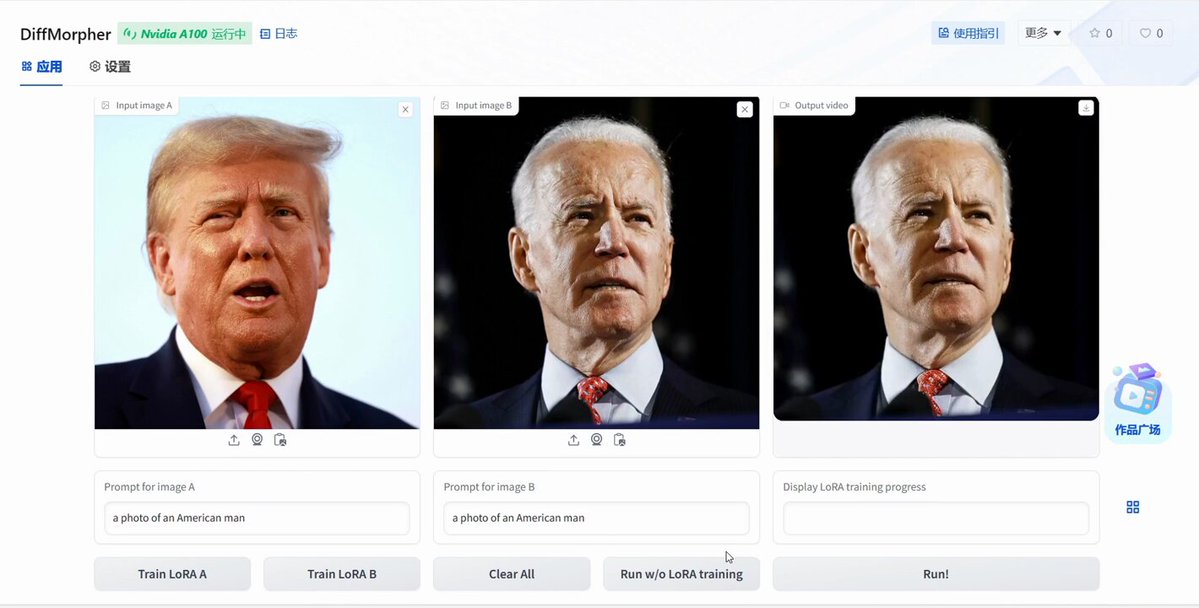 DiffMorpher Nvidia A100 运行中 日志 使用指引 更多 0 0
应用 设置
Input image A Input image B Output video
作品广场
Prompt for image A Prompt for image B Display LoRA training progress
a photo of an American man a photo of an American man
Train LoRA A Train LoRA B Clear All Run w/o LoRA training Run!